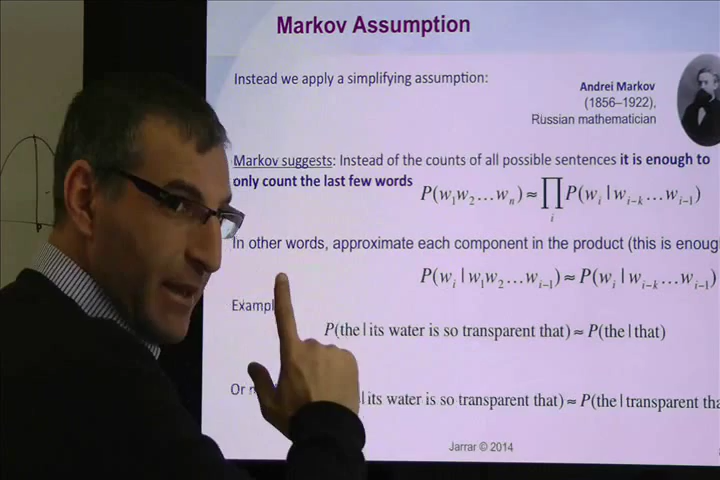 Markov Assumption
Instead we apply a simplifying assumption:
Andrei Markov
(1856–1922),
Russian mathematician
Markov suggests: Instead of the counts of all possible sentences it is enough to
only count the last few words
P(w₁w₂…wₙ) ≈ ∏ᵢ P(wᵢ | wᵢ₋ₖ…wᵢ₋₁)
In other words, approximate each component in the product (this is enoug
P(wᵢ | w₁w₂…wᵢ₋₁) ≈ P(wᵢ | wᵢ₋ₖ…wᵢ₋₁)
Exampl
P(the | its water is so transparent that) ≈ P(the | that)
Or
| its water is so transparent that) ≈ P(the | transparent tha
Jarrar © 2014